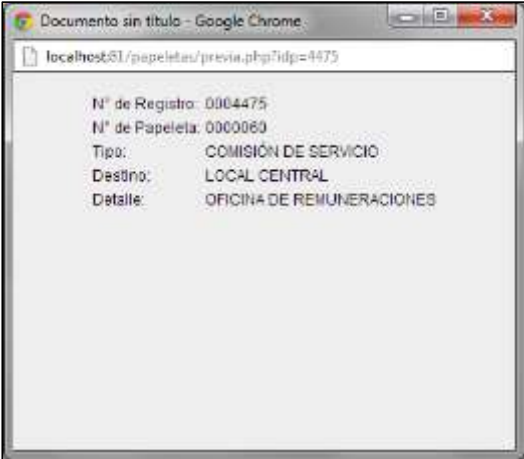 Documento sin título - Google Chrome
localhost:81/papeletas/previa.php?idp=4475
N° de Registro: 0004475
N° de Papeleta: 0000060
Tipo: COMISIÓN DE SERVICIO
Destino: LOCAL CENTRAL
Detalle: OFICINA DE REMUNERACIONES